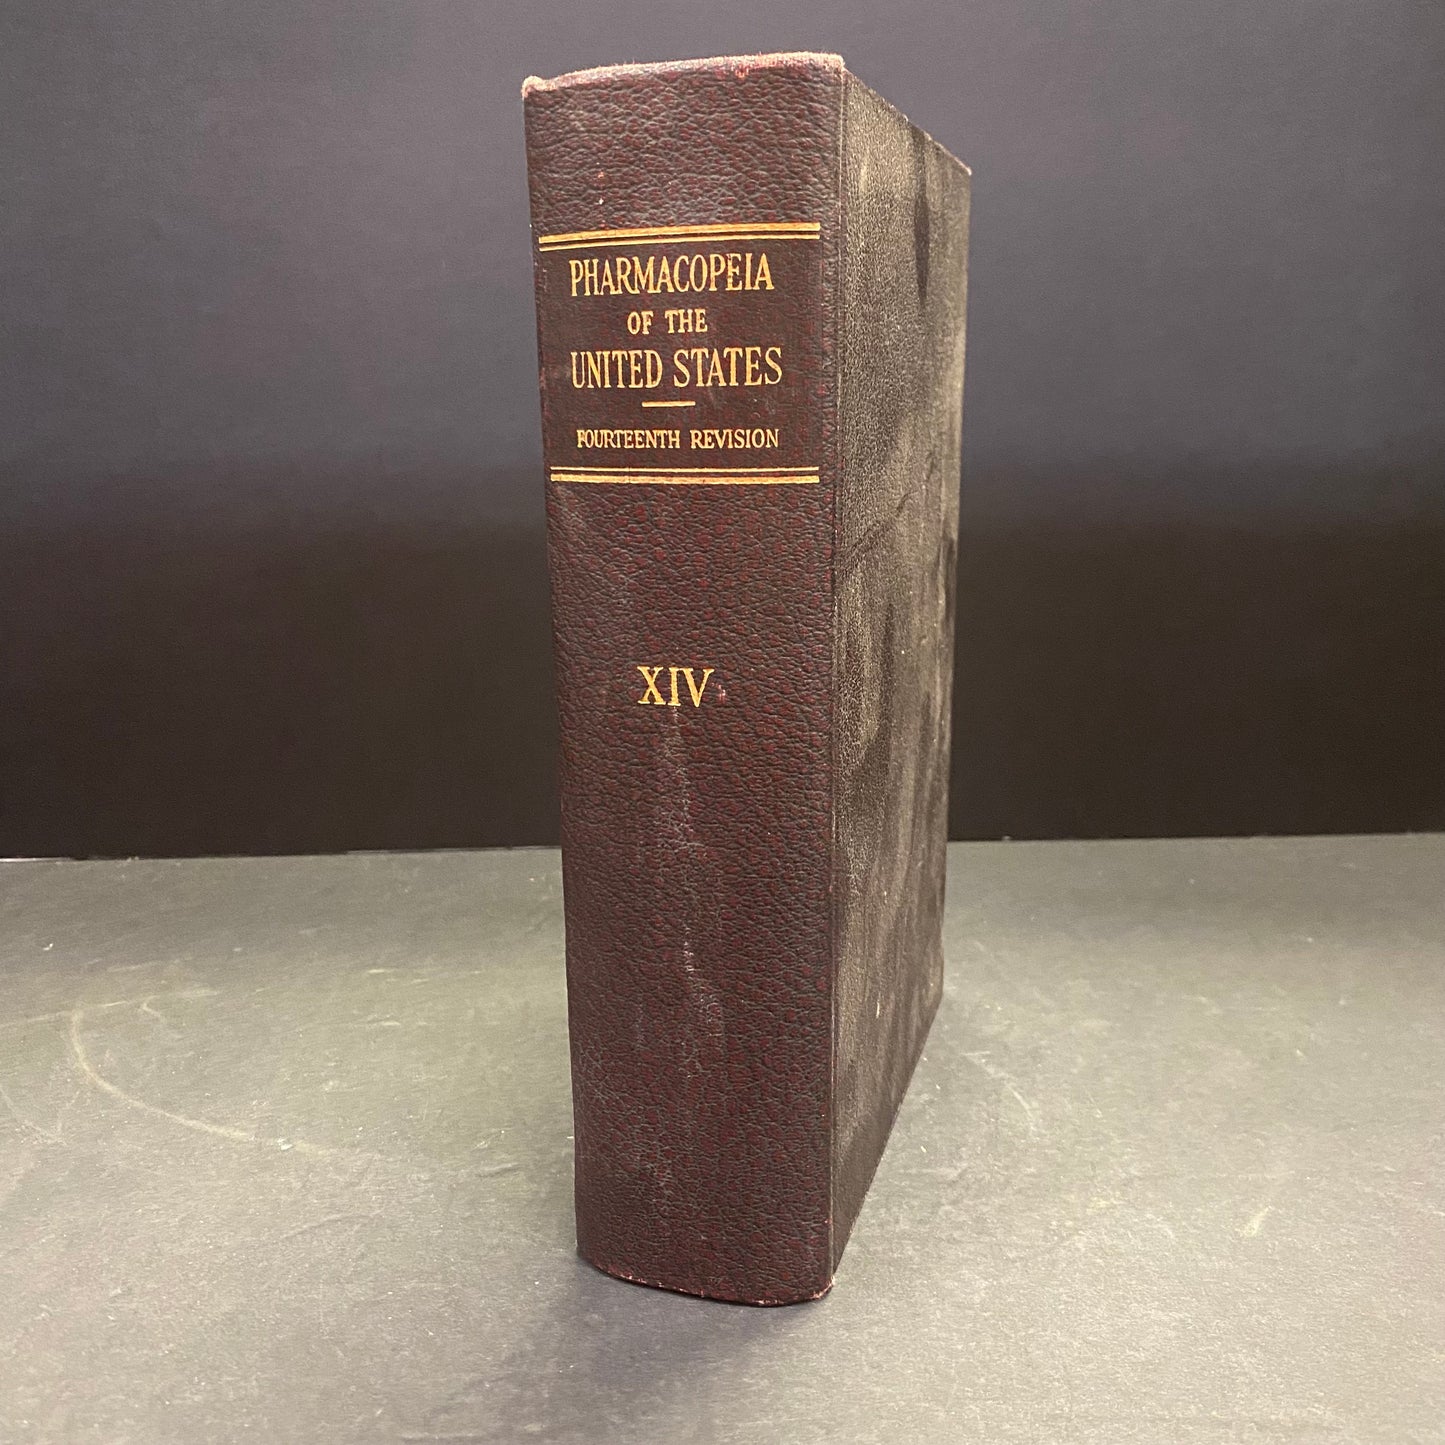 PHARMACOPEIA
OF THE
UNITED STATES
FOURTEENTH REVISION
XIV